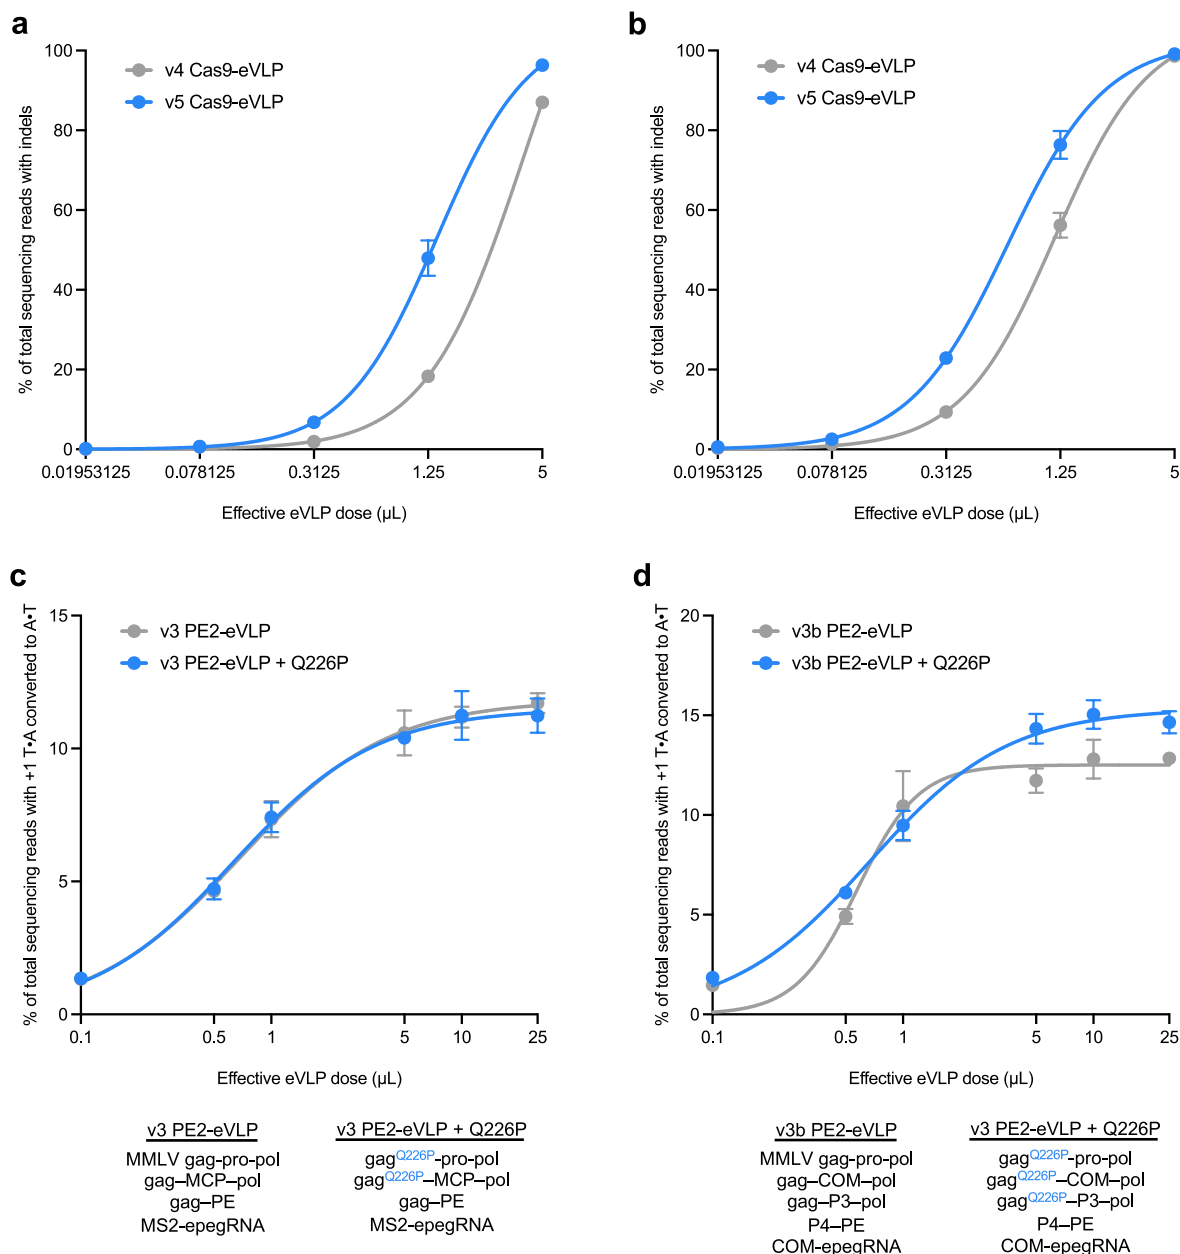 a
% of total sequencing reads with indels
100
80
60
40
20
0
v4 Cas9-eVLP
v5 Cas9-eVLP
0.01953125 0.078125 0.3125 1.25 5
Effective eVLP dose (µL)
b
% of total sequencing reads with indels
100
80
60
40
20
0
v4 Cas9-eVLP
v5 Cas9-eVLP
0.01953125 0.078125 0.3125 1.25 5
Effective eVLP dose (µL)
c
% of total sequencing reads with +1 T•A converted to A•T
15
10
5
0
v3 PE2-eVLP
v3 PE2-eVLP + Q226P
0.1 0.5 1 5 10 25
Effective eVLP dose (µL)
v3 PE2-eVLP
MMLV gag-pro-pol
gag–MCP–pol
gag–PE
MS2-epegRNA
v3 PE2-eVLP + Q226P
gagQ226P-pro-pol
gagQ226P–MCP–pol
gag–PE
MS2-epegRNA
d
% of total sequencing reads with +1 T•A converted to A•T
20
15
10
5
0
v3b PE2-eVLP
v3b PE2-eVLP + Q226P
0.1 0.5 1 5 10 25
Effective eVLP dose (µL)
v3b PE2-eVLP
MMLV gag-pro-pol
gag–COM–pol
gag–P3–pol
P4–PE
COM-epegRNA
v3 PE2-eVLP + Q226P
gagQ226P-pro-pol
gagQ226P–COM–pol
gagQ226P–P3–pol
P4–PE
COM-epegRNA